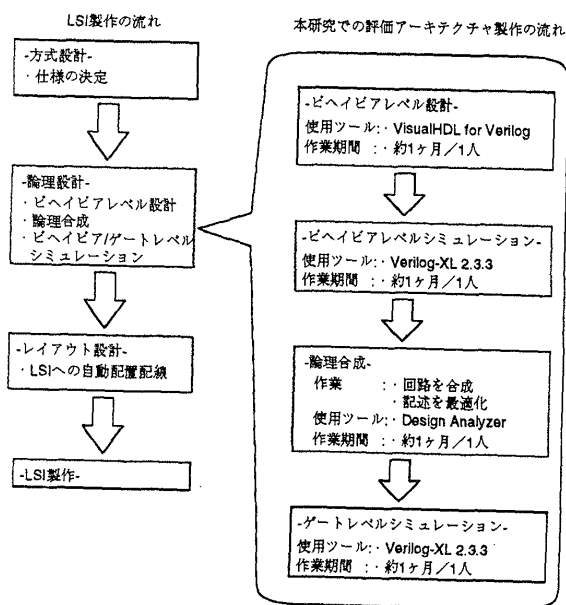 LSI製作の流れ
-方式設計-
・仕様の決定
-論理設計-
・ビヘイビアレベル設計
・論理合成
・ビヘイビア/ゲートレベル
シミュレーション
-レイアウト設計-
・LSIへの自動配置配線
-LSI製作-
本研究での評価アーキテクチャ製作の流れ
-ビヘイビアレベル設計-
使用ツール:・VisualHDL for Verilog
作業期間 :・約1ヶ月/1人
-ビヘイビアレベルシミュレーション-
使用ツール:・Verilog-XL 2.3.3
作業期間 :・約1ヶ月/1人
-論理合成-
作業 :・回路を合成
・記述を最適化
使用ツール:・Design Analyzer
作業期間 :・約1ヶ月/1人
-ゲートレベルシミュレーション-
使用ツール:・Verilog-XL 2.3.3
作業期間 :・約1ヶ月/1人